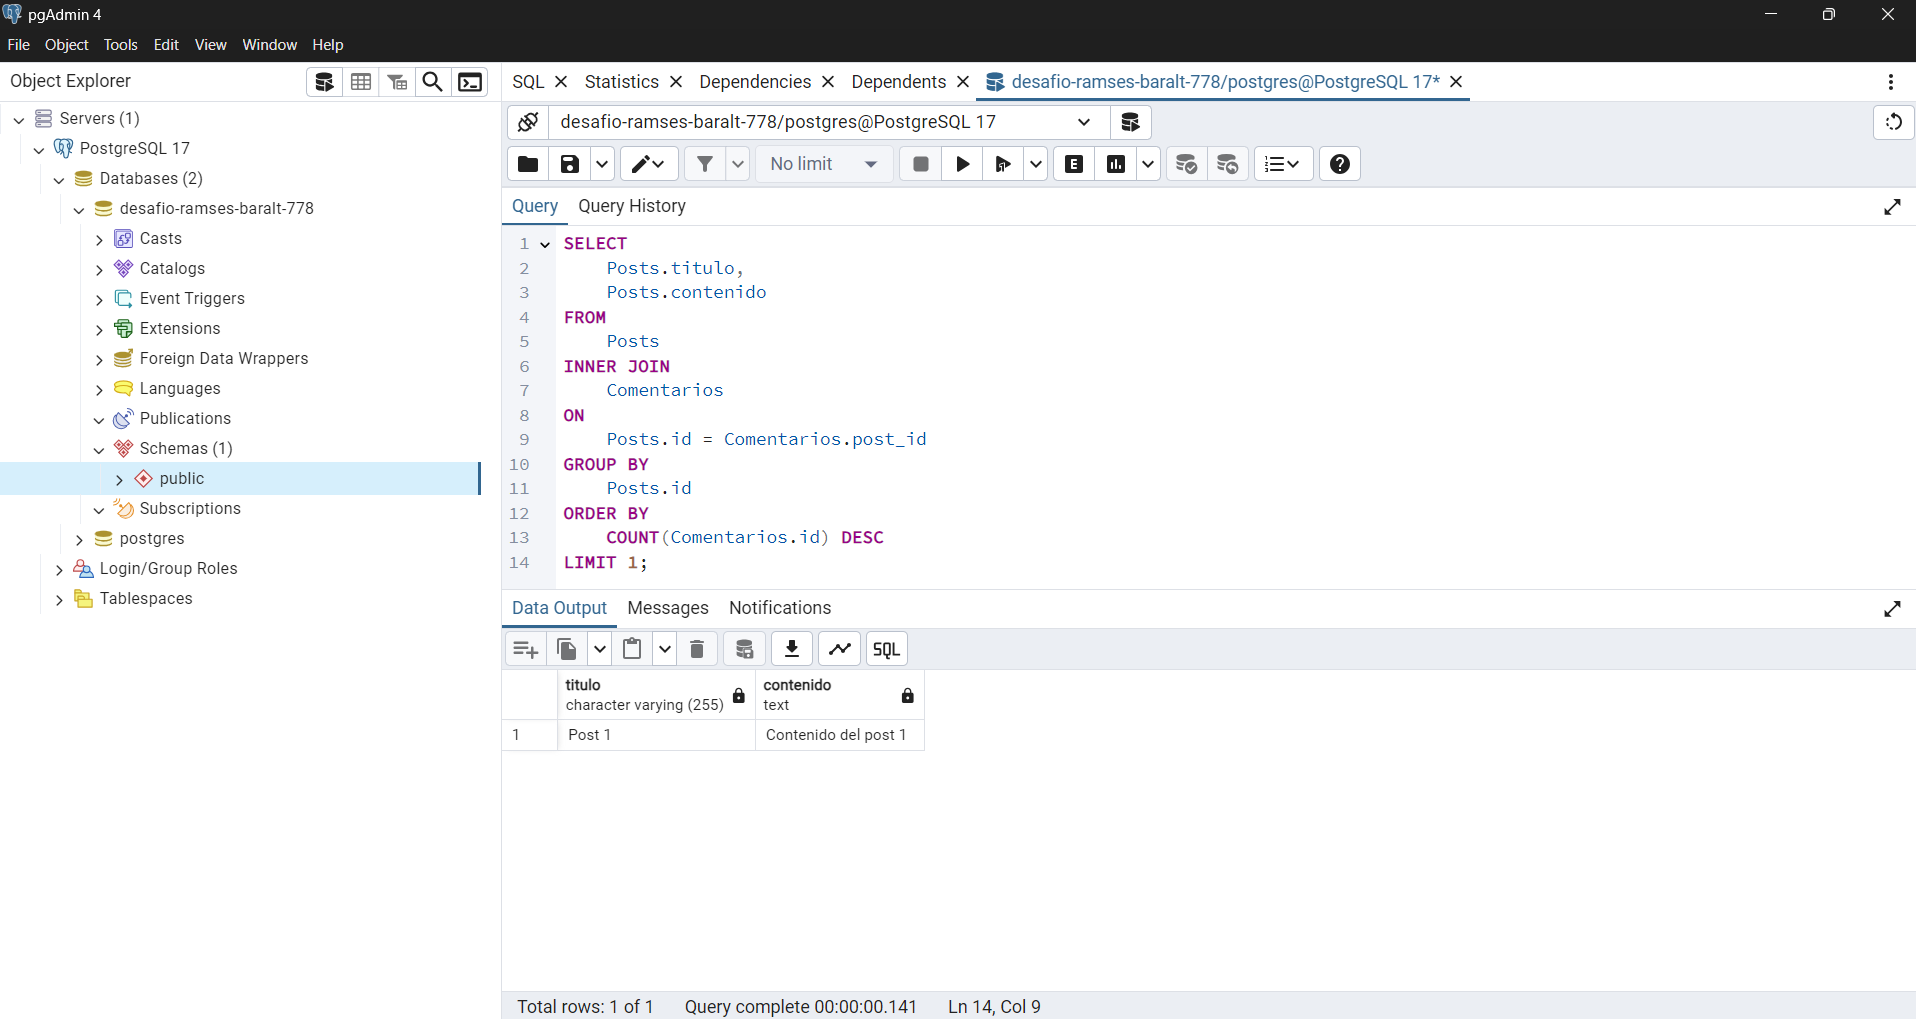 pgAdmin 4
File Object Tools Edit View Window Help
Object Explorer
Servers (1)
PostgreSQL 17
Databases (2)
desafio-ramses-baralt-778
Casts
Catalogs
Event Triggers
Extensions
Foreign Data Wrappers
Languages
Publications
Schemas (1)
public
Subscriptions
postgres
Login/Group Roles
Tablespaces
SQL Statistics Dependencies Dependents desafio-ramses-baralt-778/postgres@PostgreSQL 17*
desafio-ramses-baralt-778/postgres@PostgreSQL 17
No limit E
Query Query History
1 SELECT
2 Posts.titulo,
3 Posts.contenido
4 FROM
5 Posts
6 INNER JOIN
7 Comentarios
8 ON
9 Posts.id = Comentarios.post_id
10 GROUP BY
11 Posts.id
12 ORDER BY
13 COUNT(Comentarios.id) DESC
14 LIMIT 1;
Data Output Messages Notifications
SQL
titulo contenido
character varying (255) text
1 Post 1 Contenido del post 1
Total rows: 1 of 1 Query complete 00:00:00.141 Ln 14, Col 9